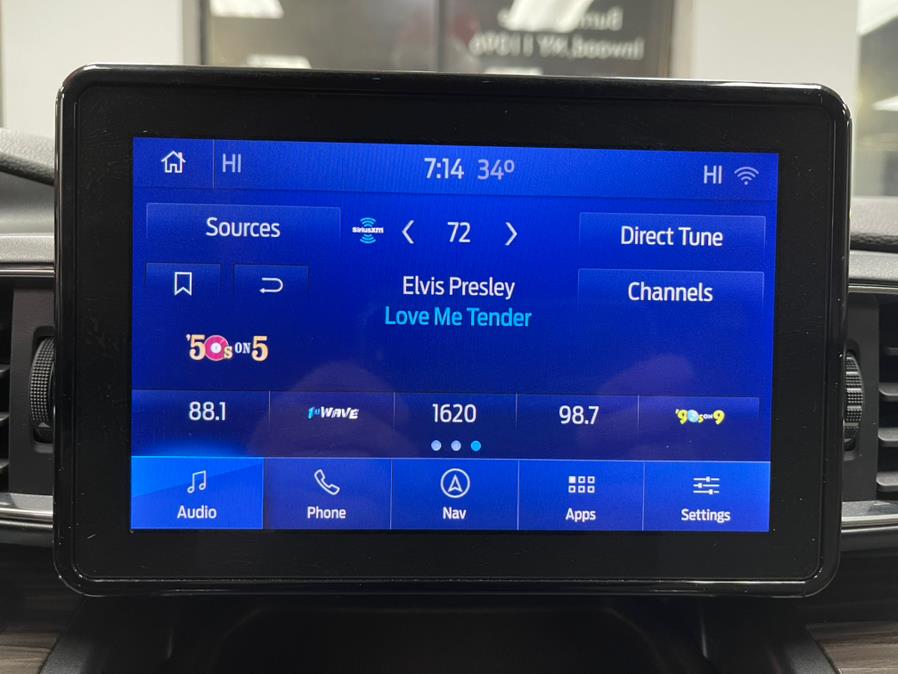 HI 7:14 34° HI
Sources SiriusXM 72 Direct Tune
Elvis Presley Channels
Love Me Tender
'50s ON 5
88.1 1st WAVE 1620 98.7 '90s ON 9
Audio Phone Nav Apps Settings